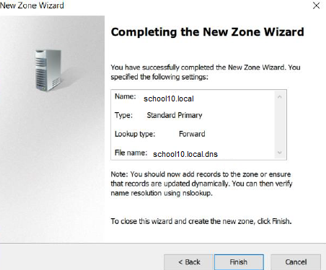 New Zone Wizard
Completing the New Zone Wizard
You have successfully completed the New Zone Wizard. You
specified the following settings:
Name: school10.local
Type: Standard Primary
Lookup type: Forward
File name: school10.local.dns
Note: You should now add records to the zone or ensure
that records are updated dynamically. You can then verify
name resolution using nslookup.
To close this wizard and create the new zone, click Finish.
< Back Finish Cancel